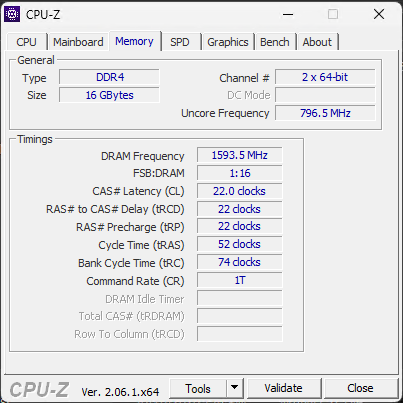 CPU-Z
CPU Mainboard Memory SPD Graphics Bench About
General
Type DDR4 Channel # 2 x 64-bit
Size 16 GBytes DC Mode
Uncore Frequency 796.5 MHz
Timings
DRAM Frequency 1593.5 MHz
FSB:DRAM 1:16
CAS# Latency (CL) 22.0 clocks
RAS# to CAS# Delay (tRCD) 22 clocks
RAS# Precharge (tRP) 22 clocks
Cycle Time (tRAS) 52 clocks
Bank Cycle Time (tRC) 74 clocks
Command Rate (CR) 1T
DRAM Idle Timer
Total CAS# (tRDRAM)
Row To Column (tRCD)
CPU-Z Ver. 2.06.1.x64 Tools Validate Close